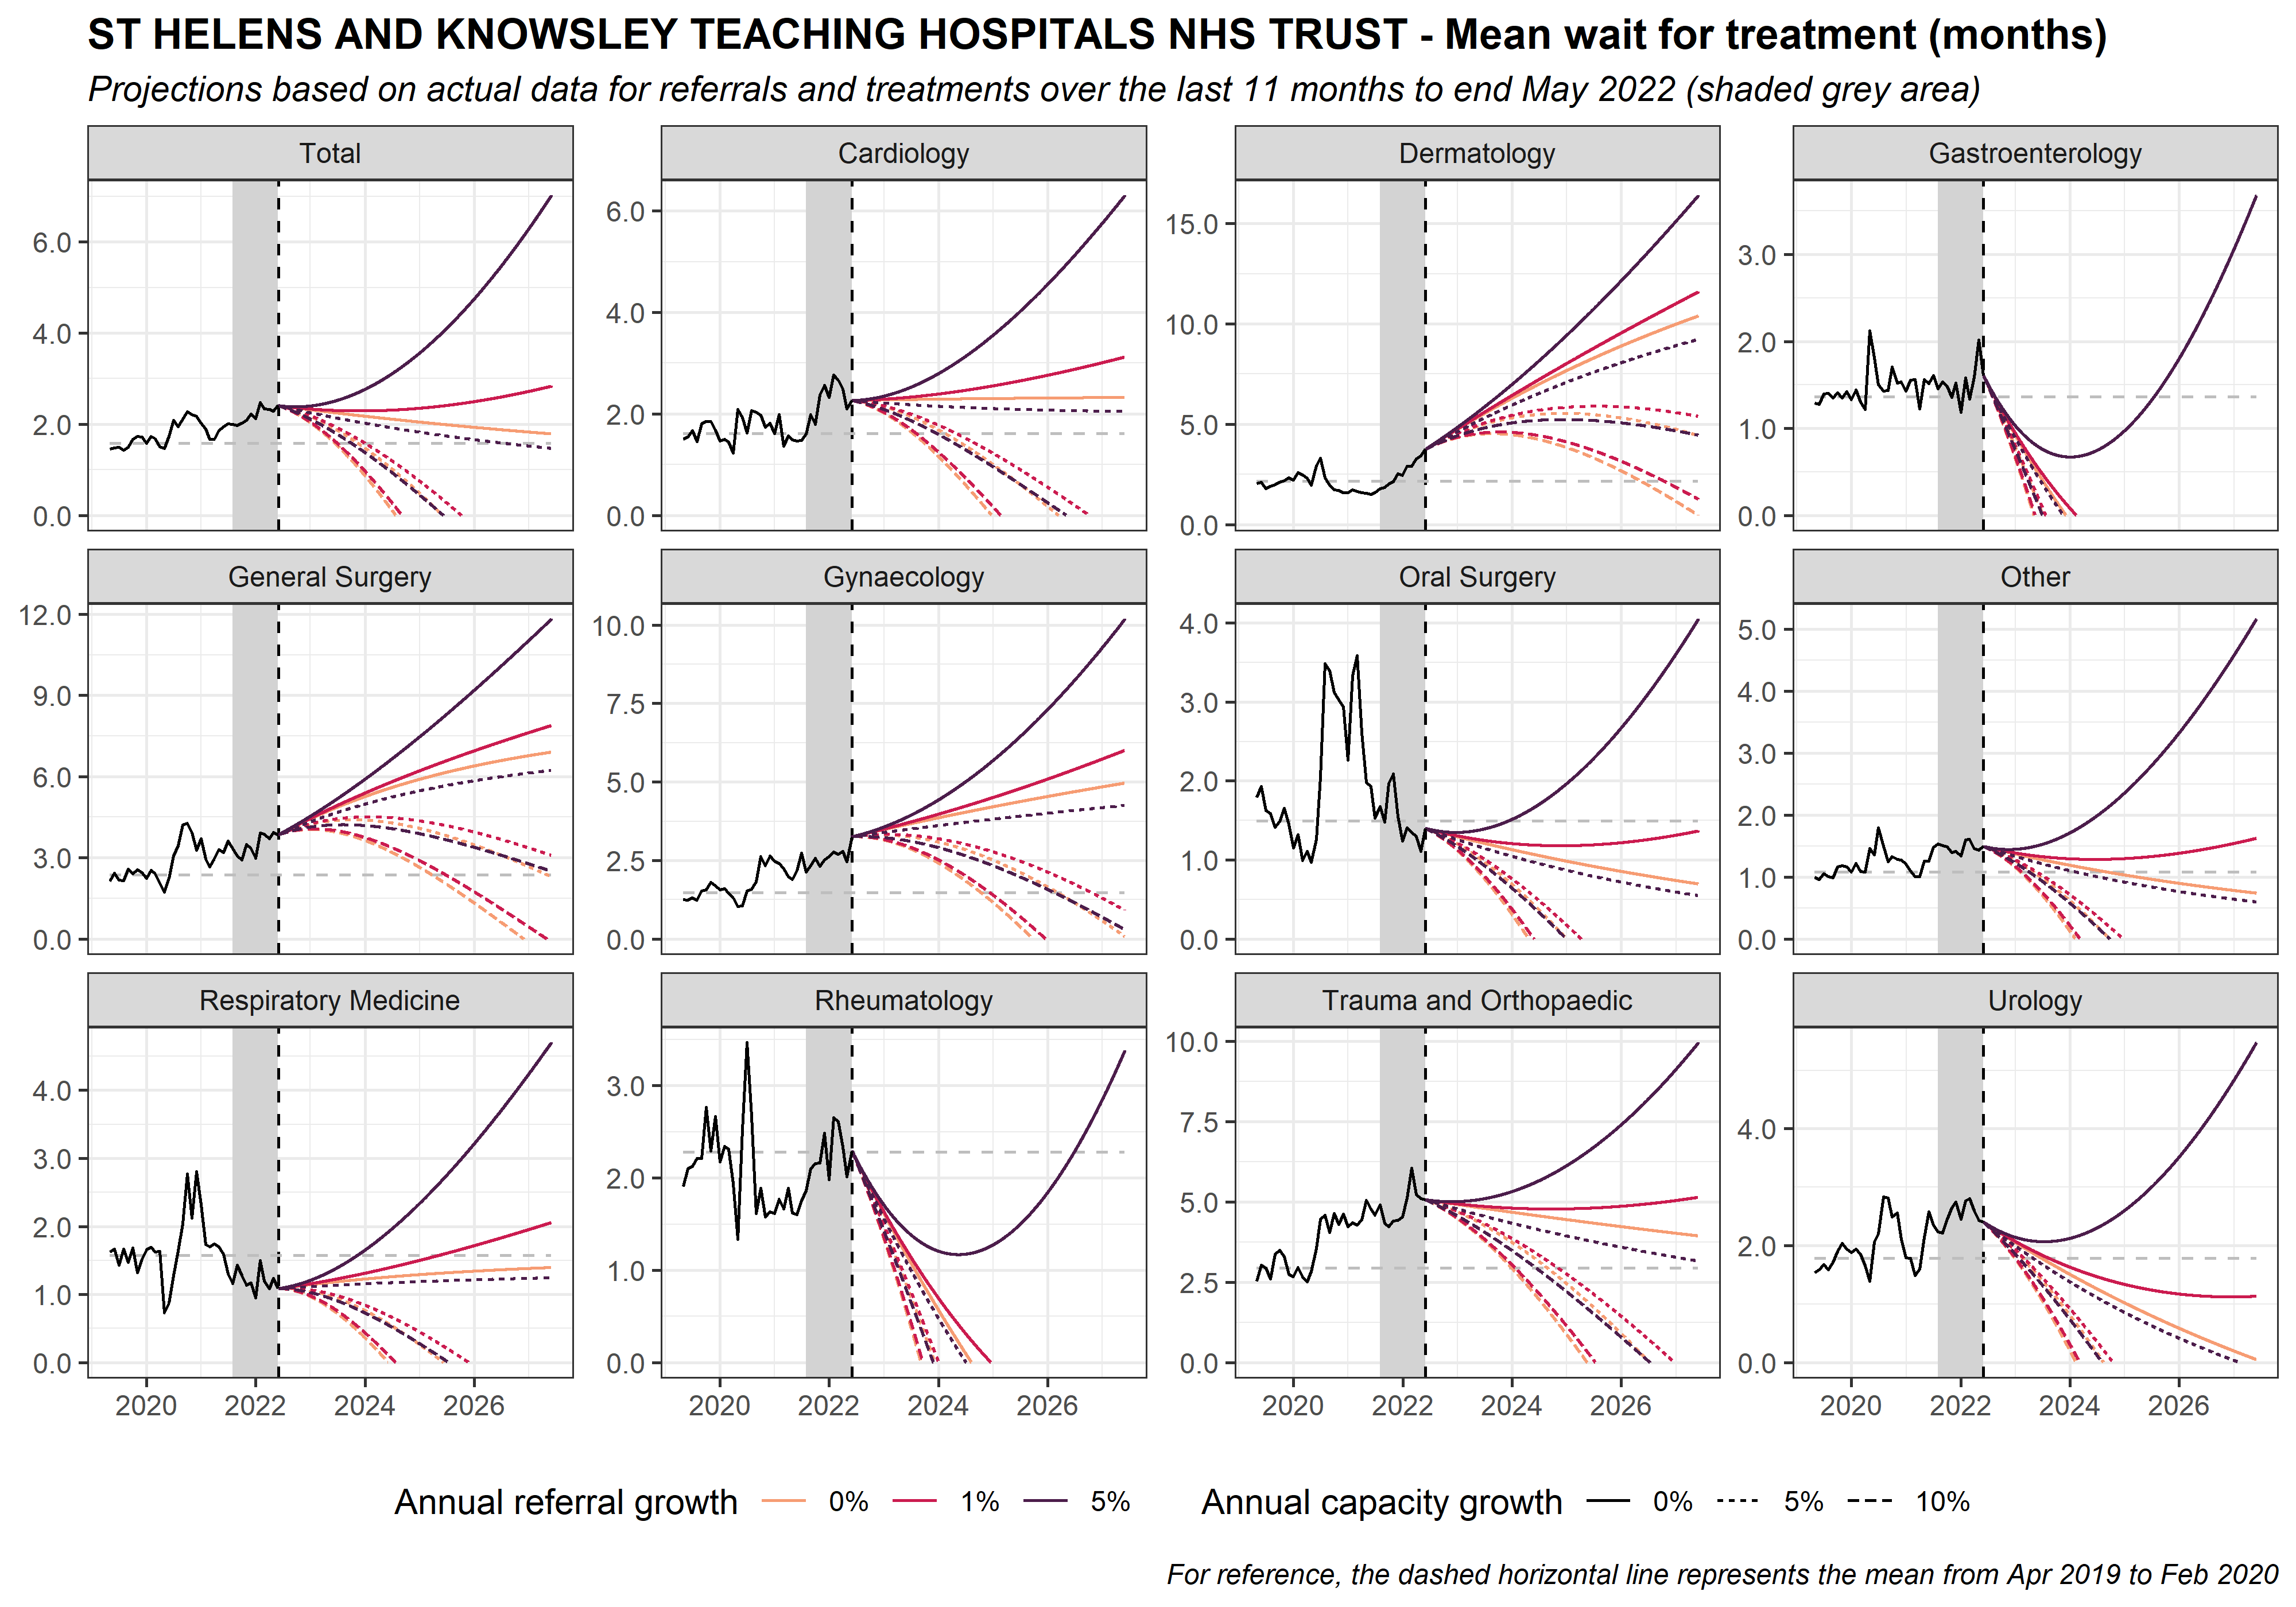 ST HELENS AND KNOWSLEY TEACHING HOSPITALS NHS TRUST - Mean wait for treatment (months)
Projections based on actual data for referrals and treatments over the last 11 months to end May 2022 (shaded grey area)
Total
Cardiology
Dermatology
Gastroenterology
6.0
4.0
2.0
0.0
6.0
4.0
2.0
0.0
15.0
10.0
5.0
0.0
3.0
2.0
1.0
0.0
General Surgery
Gynaecology
Oral Surgery
Other
12.0
9.0
6.0
3.0
0.0
10.0
7.5
5.0
2.5
0.0
4.0
3.0
2.0
1.0
0.0
5.0
4.0
3.0
2.0
1.0
0.0
Respiratory Medicine
Rheumatology
Trauma and Orthopaedic
Urology
4.0
3.0
2.0
1.0
0.0
3.0
2.0
1.0
0.0
10.0
7.5
5.0
2.5
0.0
4.0
2.0
0.0
2020 2022 2024 2026
2020 2022 2024 2026
2020 2022 2024 2026
2020 2022 2024 2026
Annual referral growth 0% 1% 5%
Annual capacity growth 0% 5% 10%
For reference, the dashed horizontal line represents the mean from Apr 2019 to Feb 2020